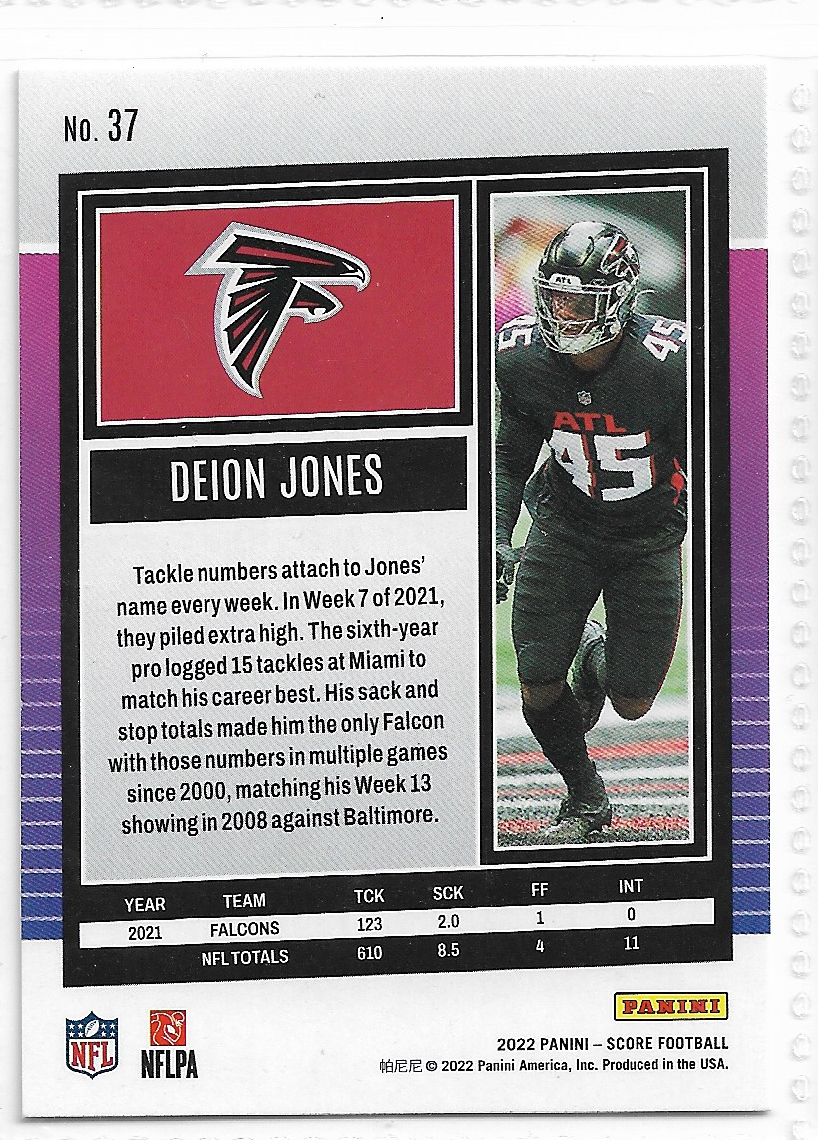 No. 37
ATL
45
45
ATL
45
DEION JONES
Tackle numbers attach to Jones’
name every week. In Week 7 of 2021,
they piled extra high. The sixth-year
pro logged 15 tackles at Miami to
match his career best. His sack and
stop totals made him the only Falcon
with those numbers in multiple games
since 2000, matching his Week 13
showing in 2008 against Baltimore.
YEAR TEAM TCK SCK FF INT
2021 FALCONS 123 2.0 1 0
NFL TOTALS 610 8.5 4 11
PANINI
NFL
NFLPA
2022 PANINI – SCORE FOOTBALL
帕尼尼 © 2022 Panini America, Inc. Produced in the USA.